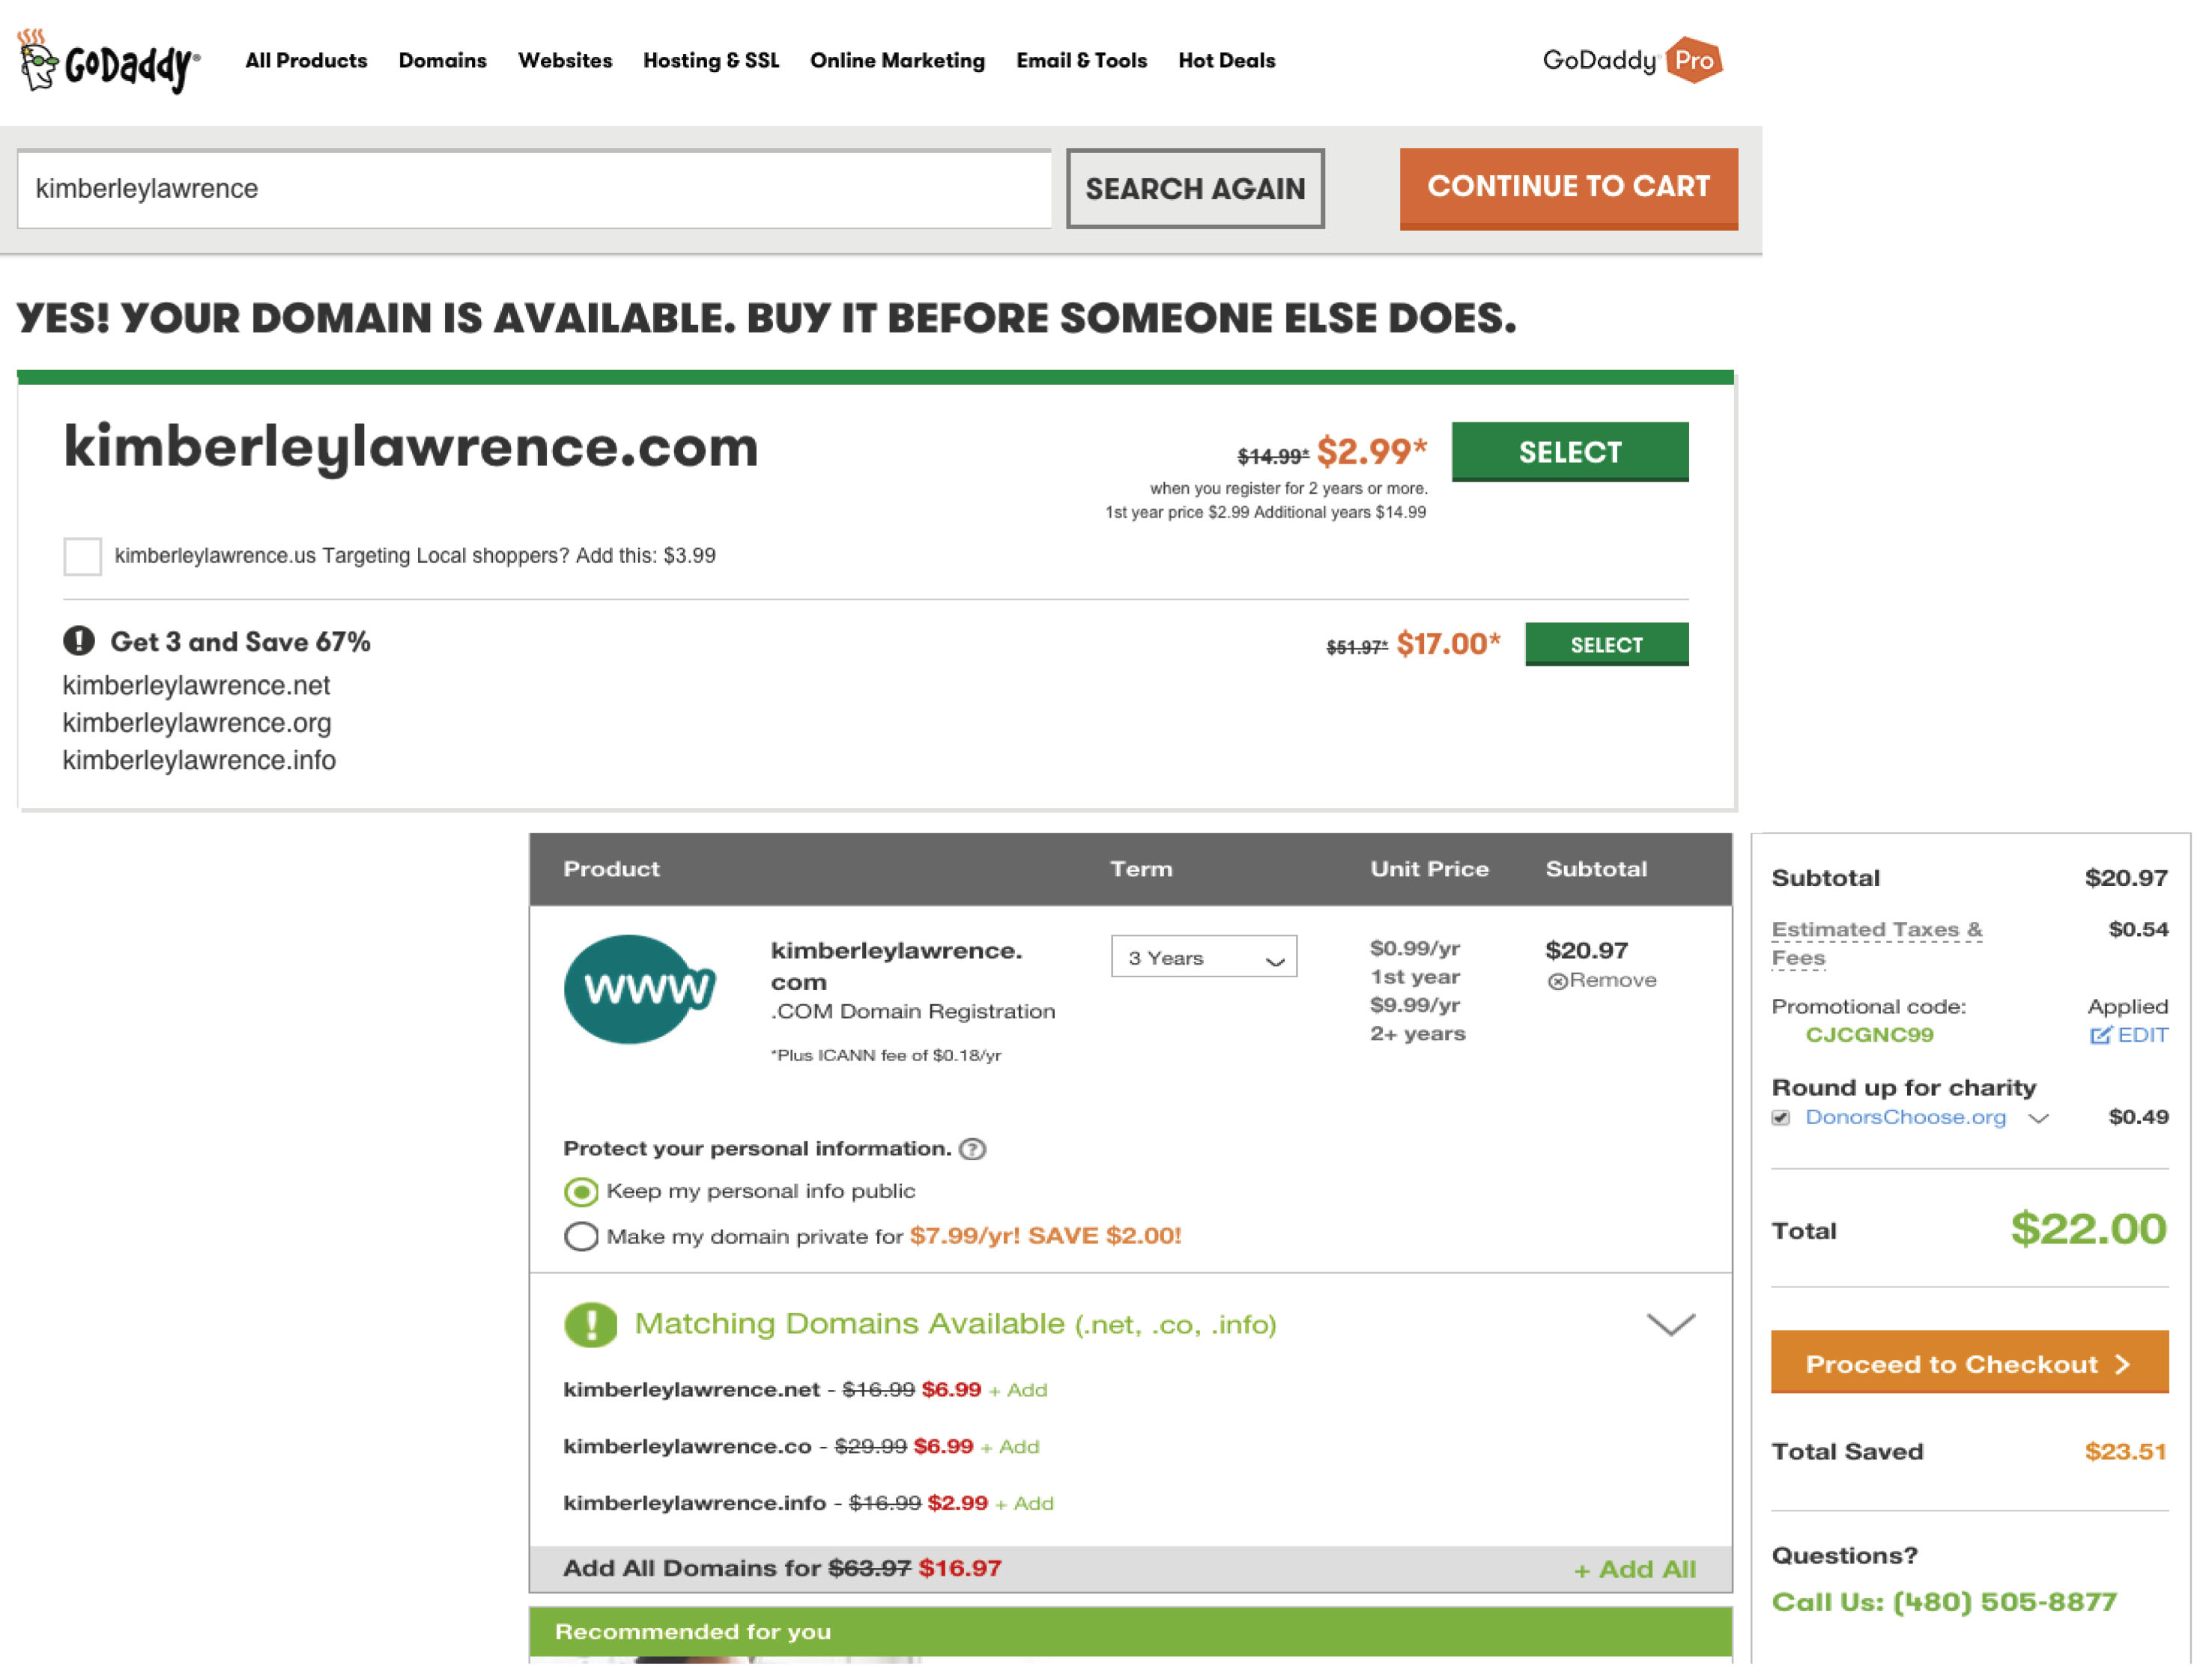 GoDaddy All Products Domains Websites Hosting & SSL Online Marketing Email & Tools Hot Deals GoDaddy Pro
kimberleylawrence SEARCH AGAIN CONTINUE TO CART
YES! YOUR DOMAIN IS AVAILABLE. BUY IT BEFORE SOMEONE ELSE DOES.
kimberleylawrence.com $14.99* $2.99* SELECT
when you register for 2 years or more.
1st year price $2.99 Additional years $14.99
kimberleylawrence.us Targeting Local shoppers? Add this: $3.99
Get 3 and Save 67% $51.97* $17.00* SELECT
kimberleylawrence.net
kimberleylawrence.org
kimberleylawrence.info
Product Term Unit Price Subtotal
www
kimberleylawrence.
com
.COM Domain Registration
*Plus ICANN fee of $0.18/yr
3 Years
$0.99/yr
1st year
$9.99/yr
2+ years
$20.97
Remove
Protect your personal information. ?
Keep my personal info public
Make my domain private for $7.99/yr! SAVE $2.00!
! Matching Domains Available (.net, .co, .info)
kimberleylawrence.net - $16.99 $6.99 + Add
kimberleylawrence.co - $29.99 $6.99 + Add
kimberleylawrence.info - $16.99 $2.99 + Add
Add All Domains for $63.97 $16.97 + Add All
Recommended for you
Subtotal $20.97
Estimated Taxes & $0.54
Fees
Promotional code: Applied
CJCGNC99 EDIT
Round up for charity
DonorsChoose.org $0.49
Total $22.00
Proceed to Checkout
Total Saved $23.51
Questions?
Call Us: (480) 505-8877